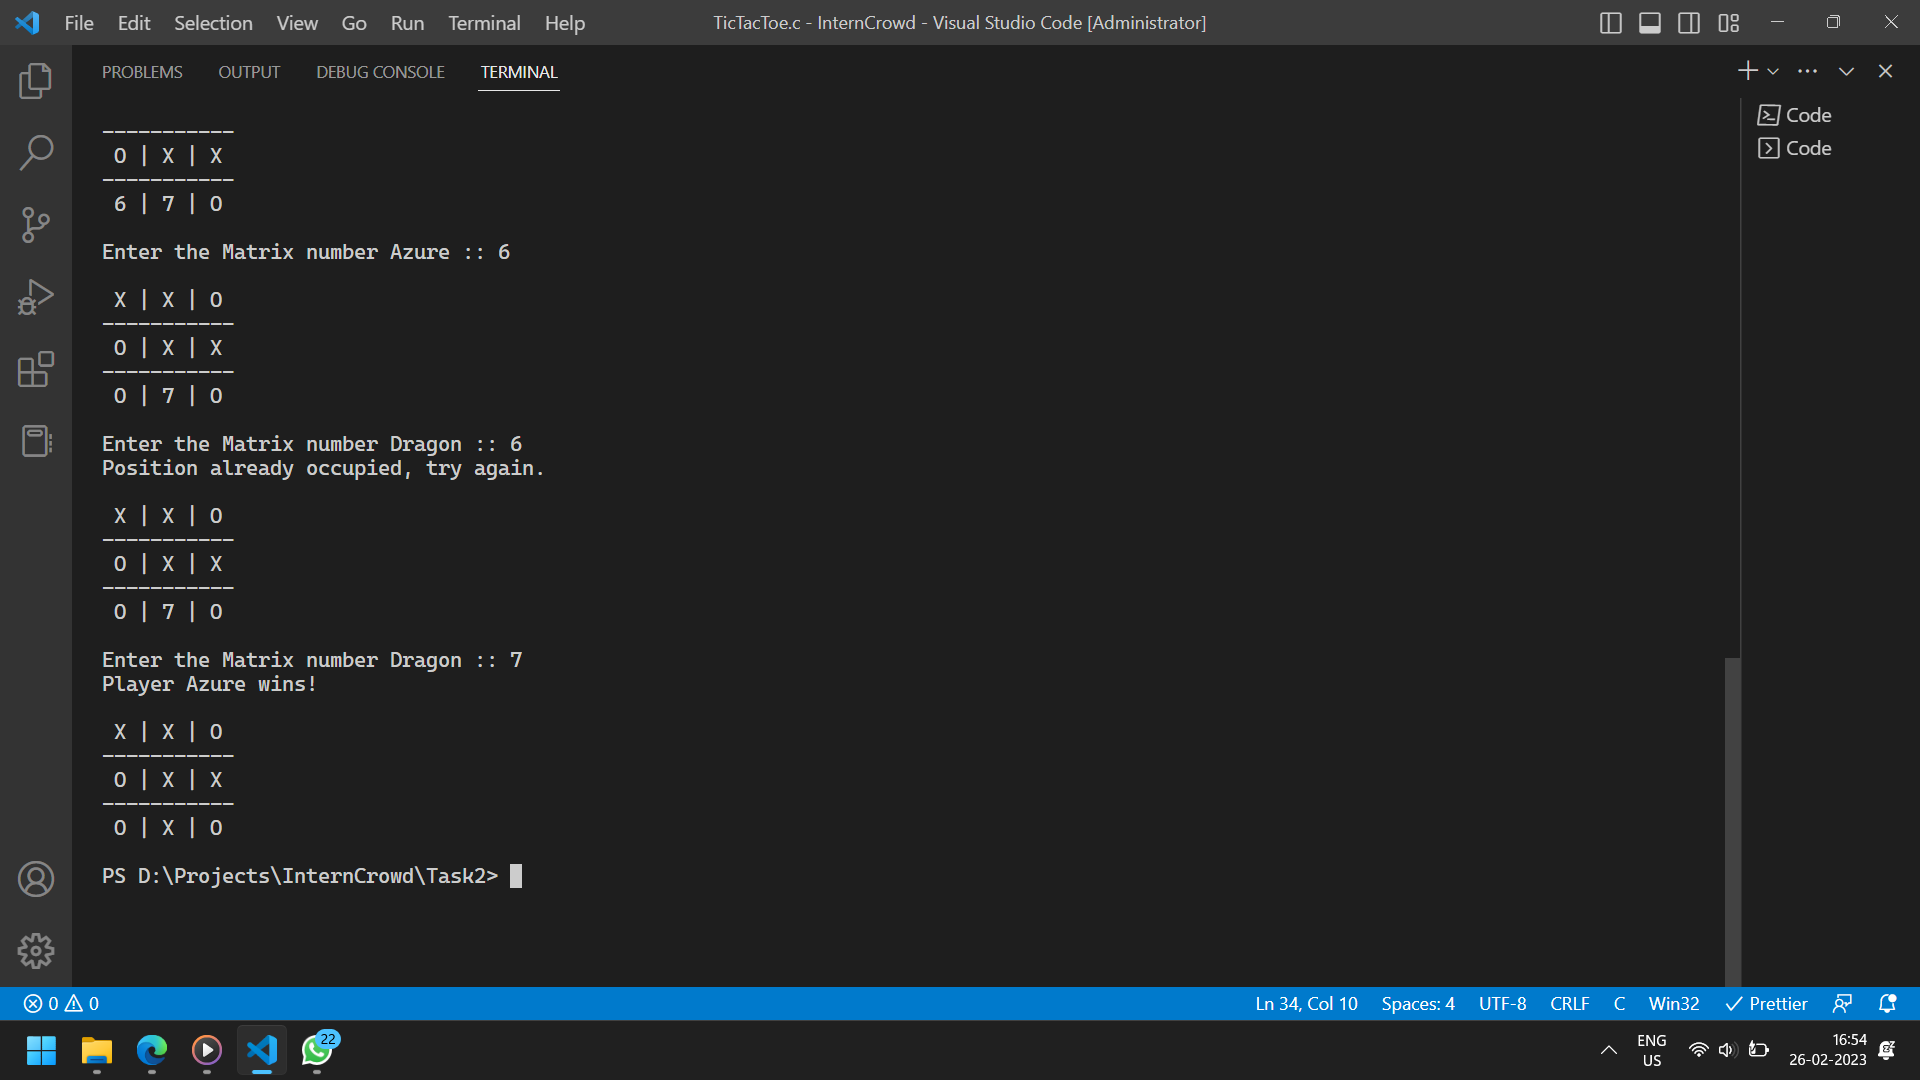 File Edit Selection View Go Run Terminal Help TicTacToe.c - InternCrowd - Visual Studio Code [Administrator]
PROBLEMS OUTPUT DEBUG CONSOLE TERMINAL
Code
Code
-----------
O | X | X
-----------
6 | 7 | O
Enter the Matrix number Azure :: 6
X | X | O
-----------
O | X | X
-----------
O | 7 | O
Enter the Matrix number Dragon :: 6
Position already occupied, try again.
X | X | O
-----------
O | X | X
-----------
O | 7 | O
Enter the Matrix number Dragon :: 7
Player Azure wins!
X | X | O
-----------
O | X | X
-----------
O | X | O
PS D:\Projects\InternCrowd\Task2>
0 0 Ln 34, Col 10 Spaces: 4 UTF-8 CRLF C Win32 Prettier
22
ENG
US
16:54
26-02-2023